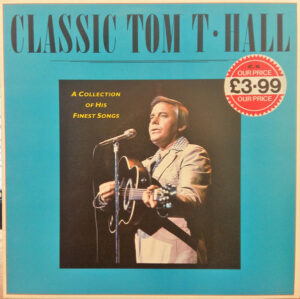 CLASSIC TOM T·HALL
OUR PRICE
£3·99
OUR PRICE
A COLLECTION
OF HIS
FINEST SONGS